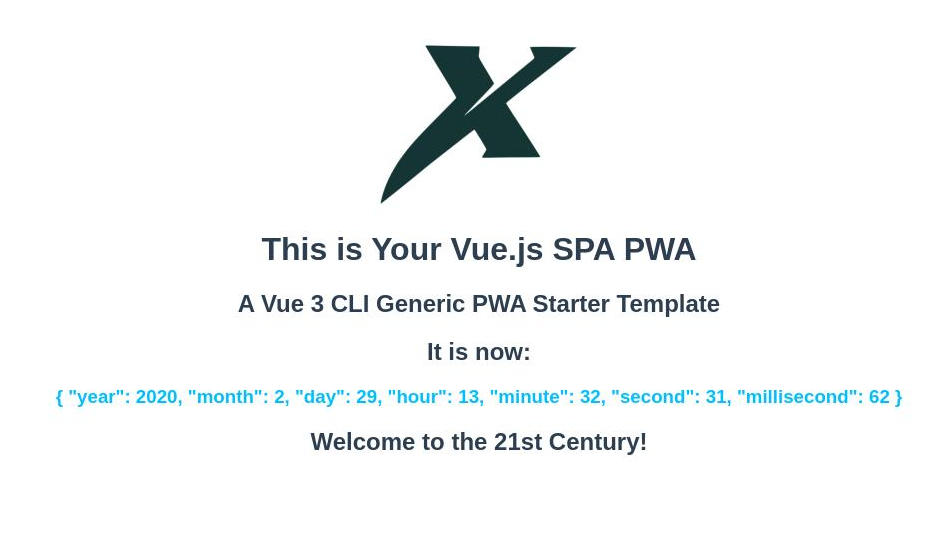 This is Your Vue.js SPA PWA
A Vue 3 CLI Generic PWA Starter Template
It is now:
{ "year": 2020, "month": 2, "day": 29, "hour": 13, "minute": 32, "second": 31, "millisecond": 62 }
Welcome to the 21st Century!